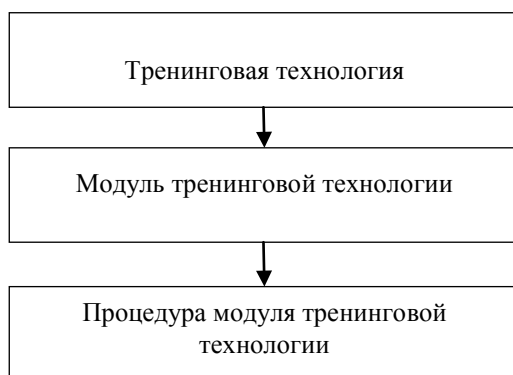 Тренинговая технология
Модуль тренинговой технологии
Процедура модуля тренинговой
технологии